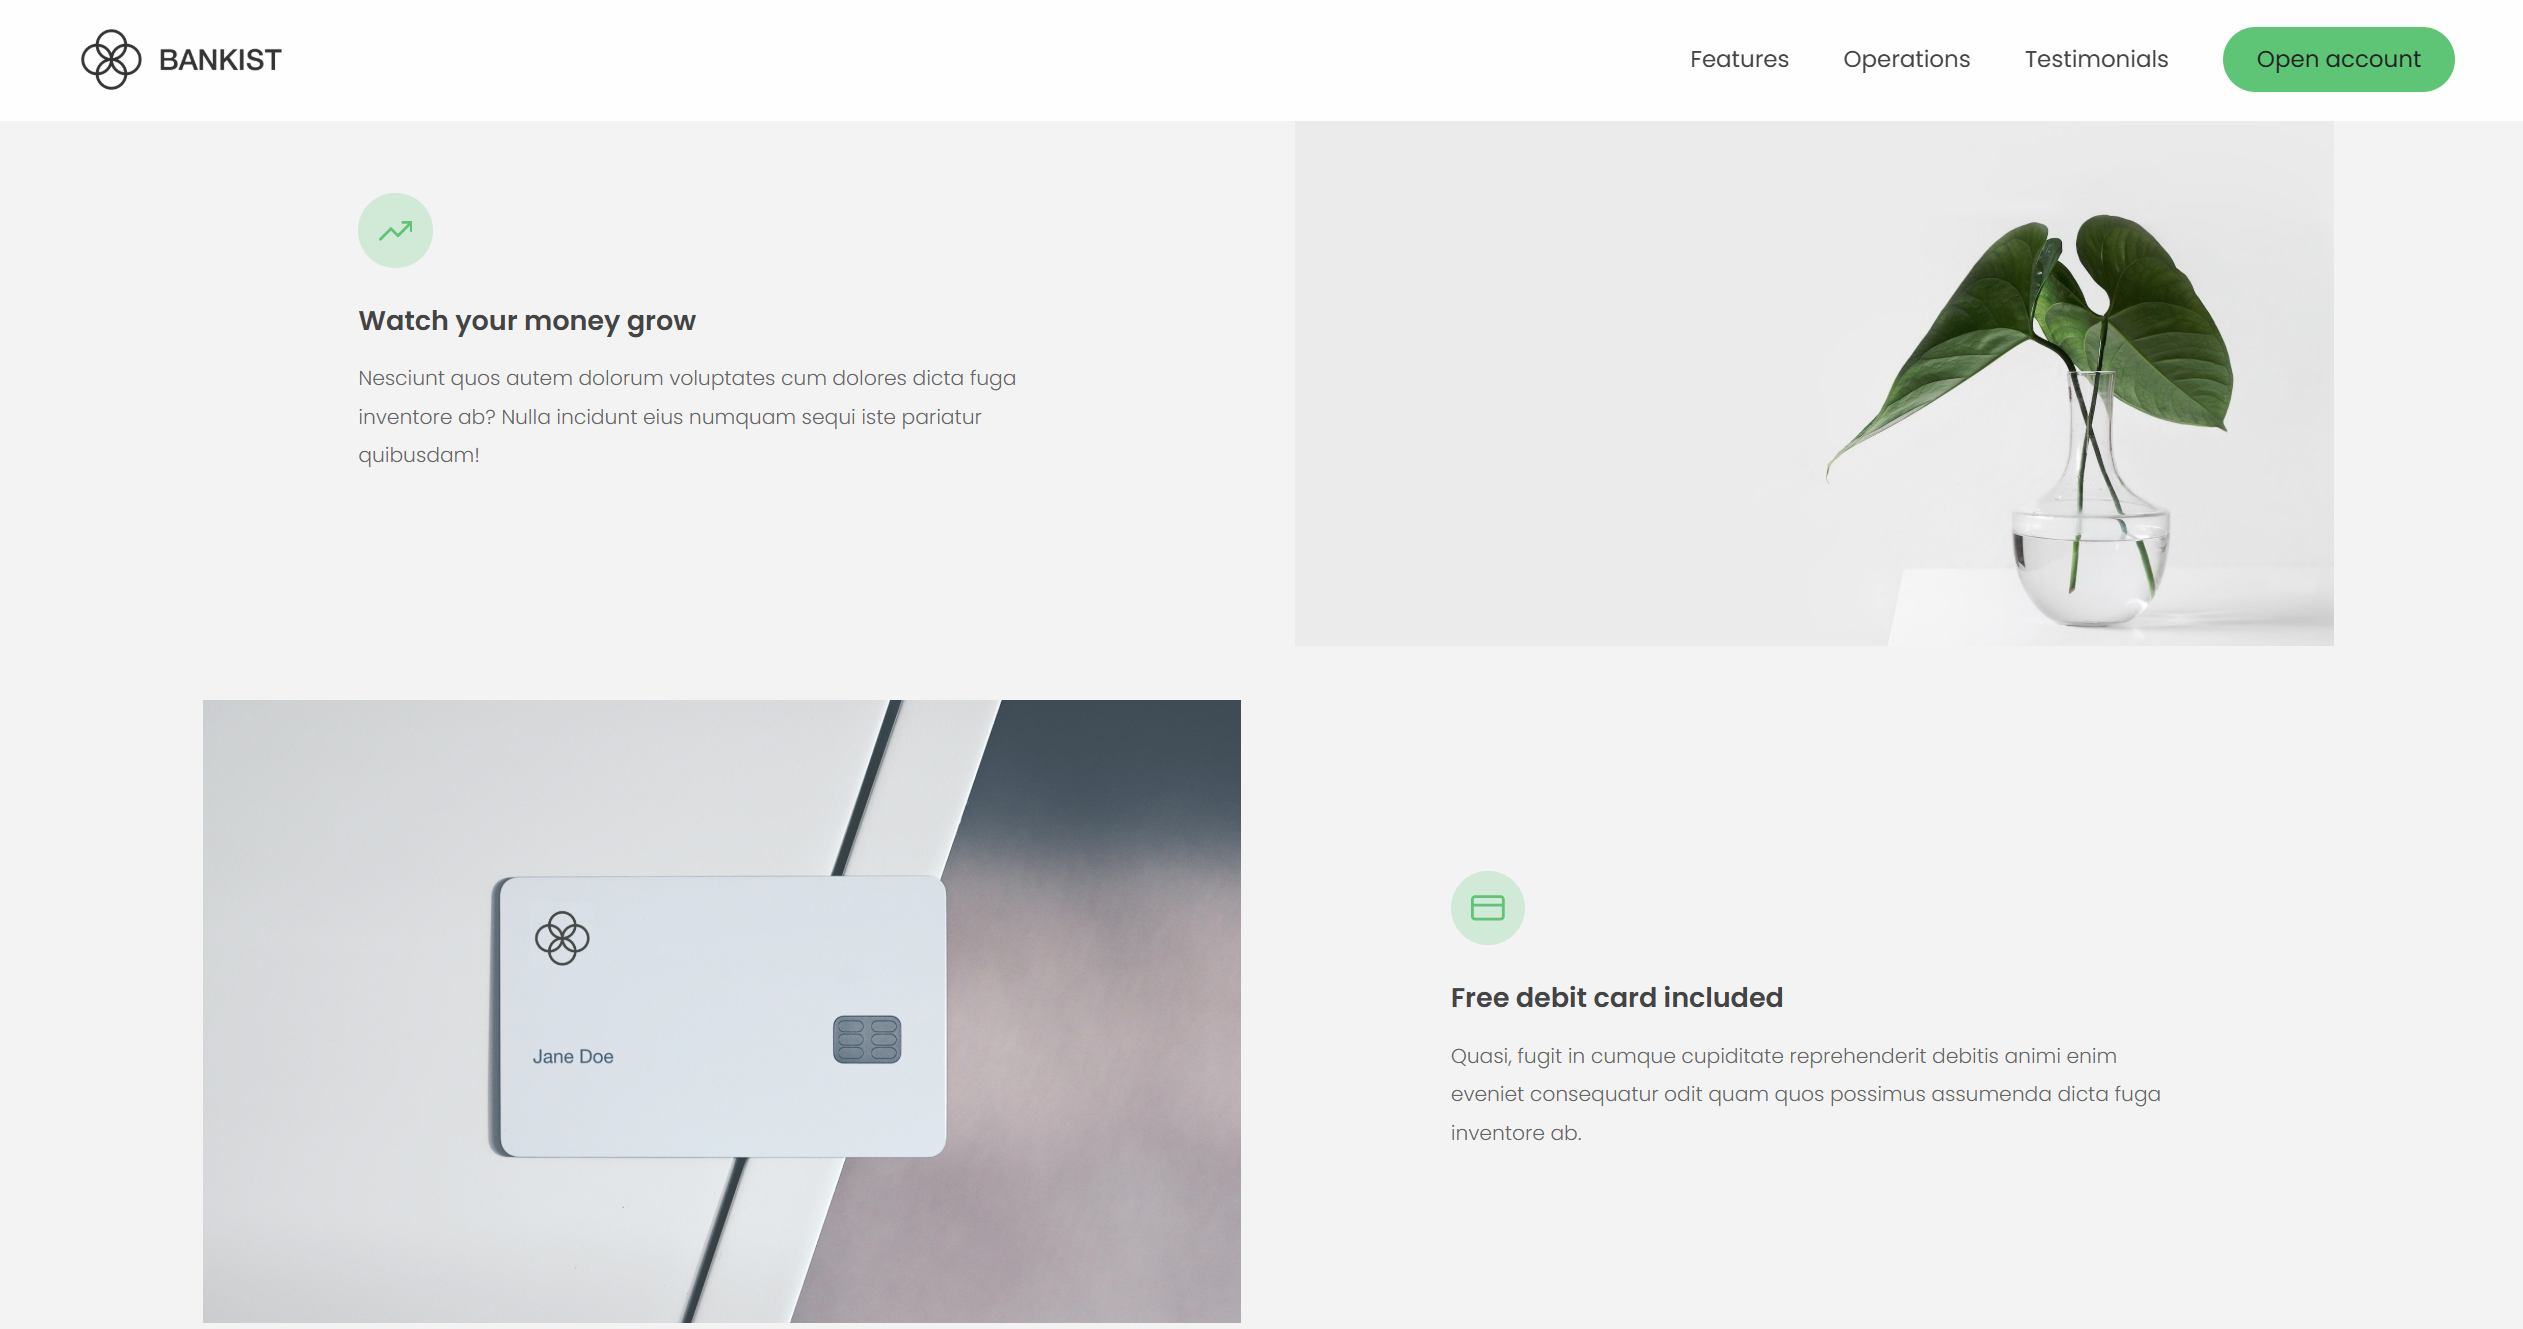 BANKIST
Features
Operations
Testimonials
Open account
Watch your money grow
Nesciunt quos autem dolorum voluptates cum dolores dicta fuga
inventore ab? Nulla incidunt eius numquam sequi iste pariatur
quibusdam!
Jane Doe
Free debit card included
Quasi, fugit in cumque cupiditate reprehenderit debitis animi enim
eveniet consequatur odit quam quos possimus assumenda dicta fuga
inventore ab.